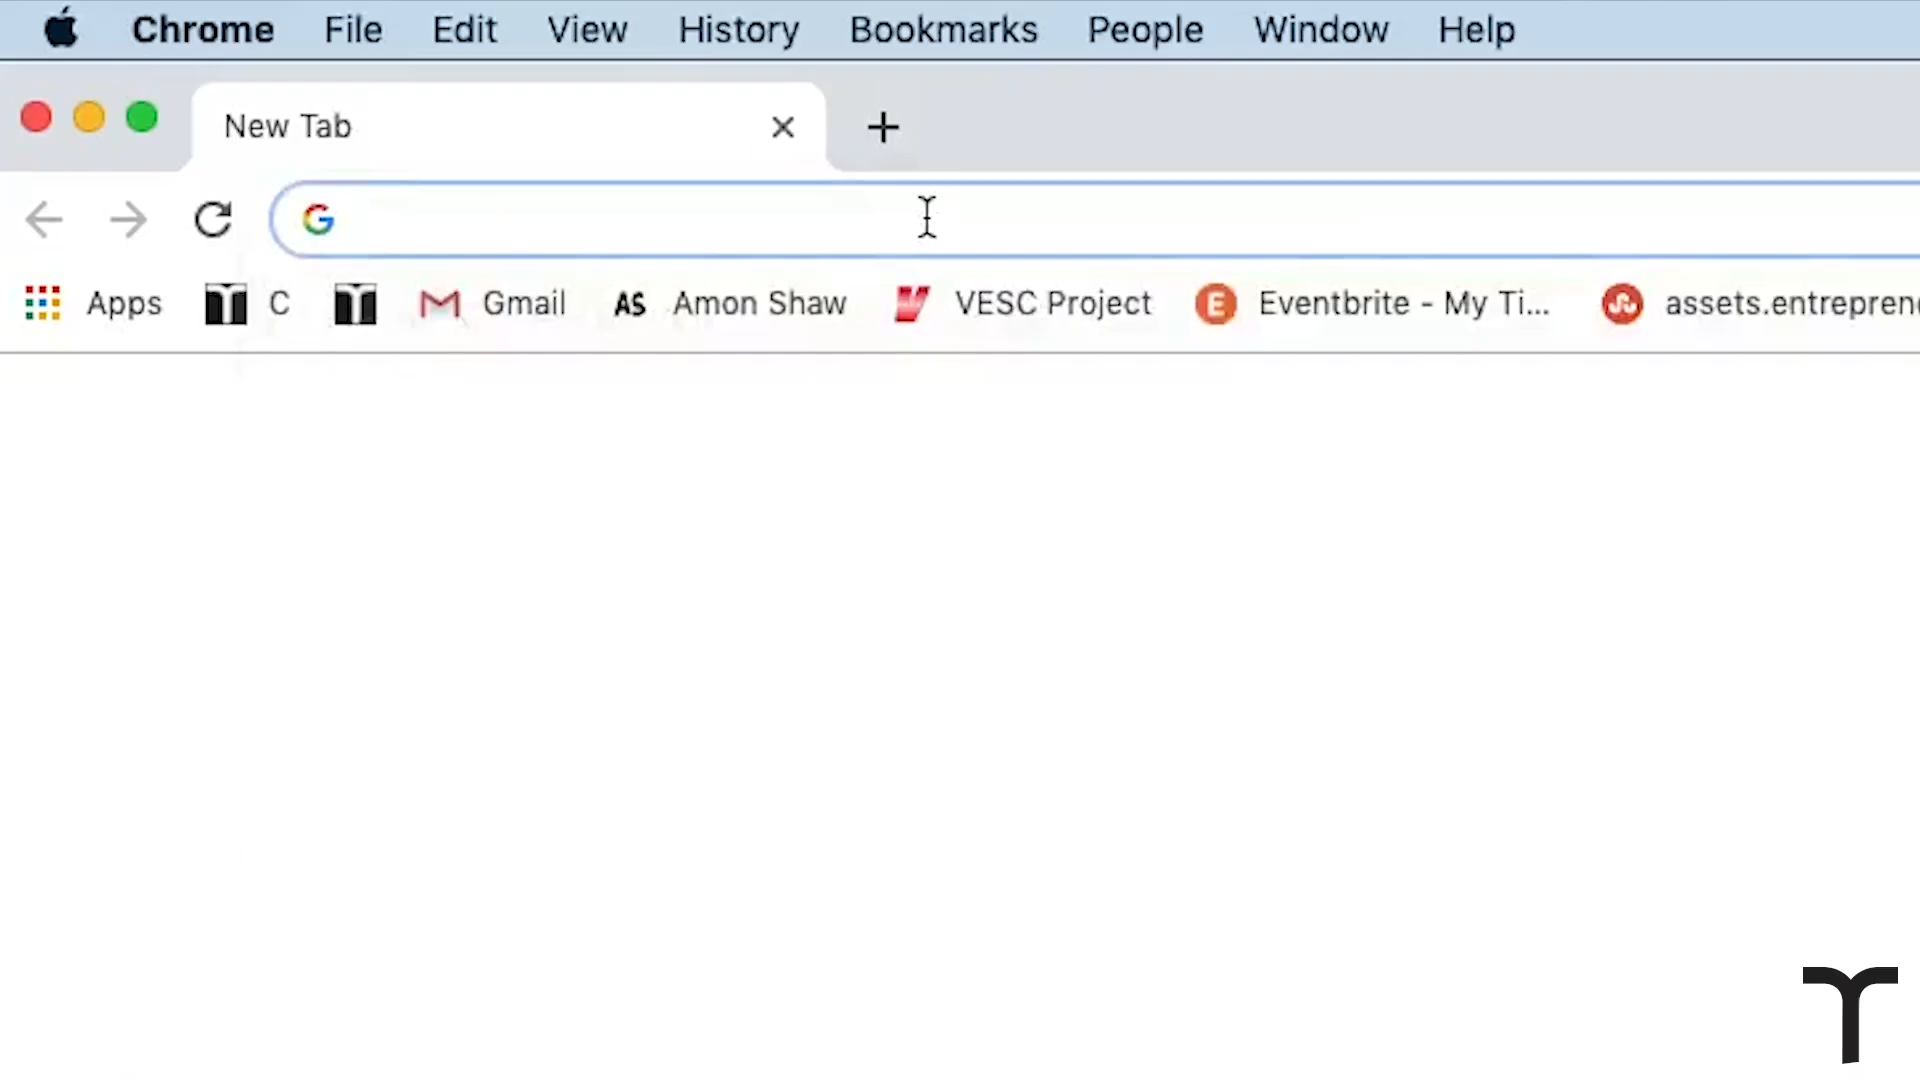 Chrome File Edit View History Bookmarks People Window Help
New Tab
Apps C Gmail AS Amon Shaw VESC Project E Eventbrite - My Ti... assets.entrepren